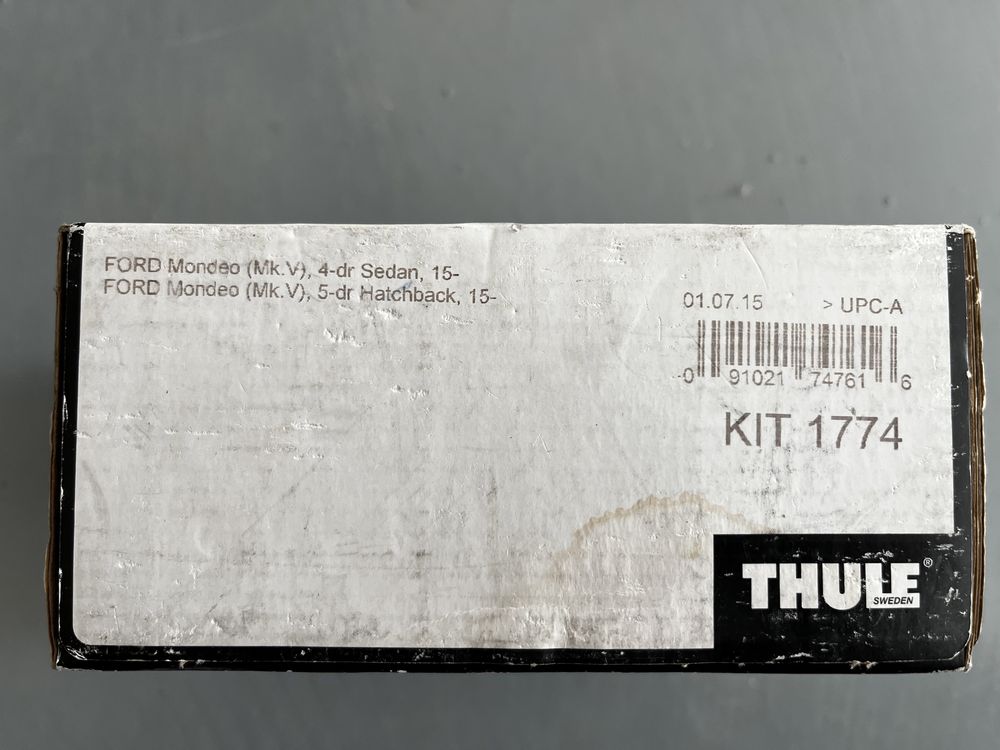 FORD Mondeo (Mk.V), 4-dr Sedan, 15-
FORD Mondeo (Mk.V), 5-dr Hatchback, 15-
01.07.15 > UPC-A
0 91021 74761 6
KIT 1774
THULE®
SWEDEN